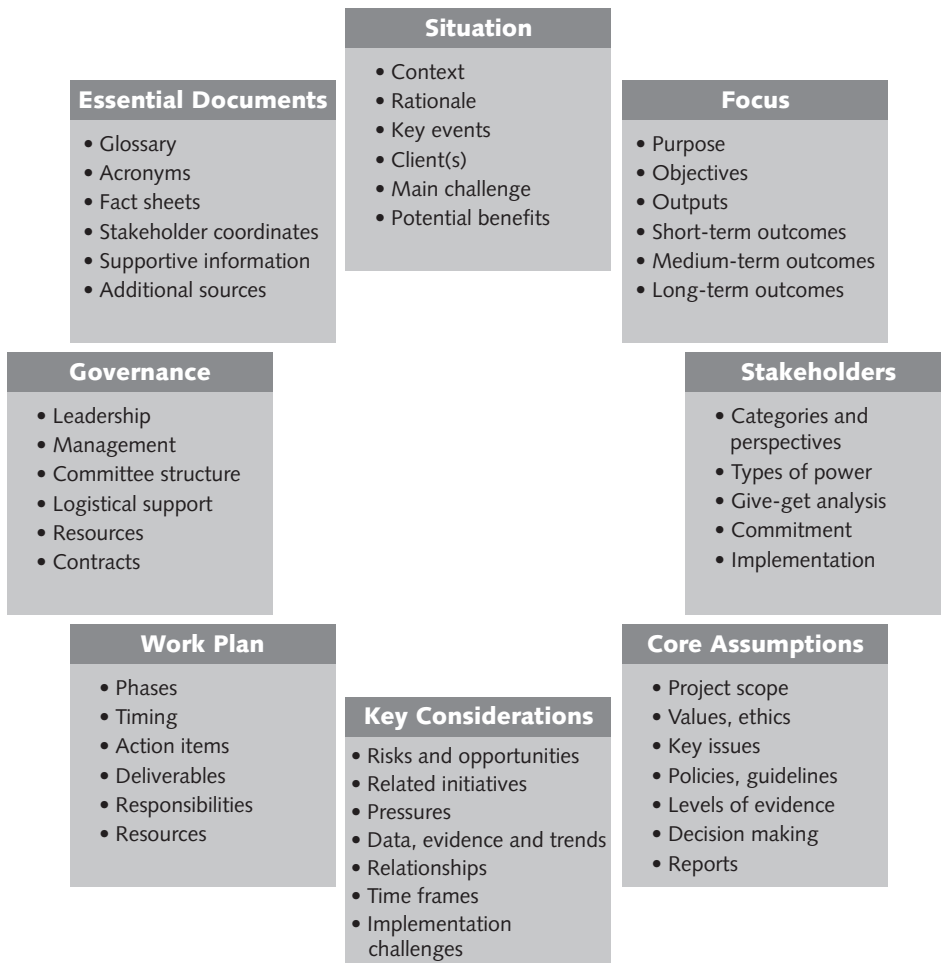 Situation
• Context
• Rationale
• Key events
• Client(s)
• Main challenge
• Potential benefits
Focus
• Purpose
• Objectives
• Outputs
• Short-term outcomes
• Medium-term outcomes
• Long-term outcomes
Stakeholders
• Categories and
perspectives
• Types of power
• Give-get analysis
• Commitment
• Implementation
Core Assumptions
• Project scope
• Values, ethics
• Key issues
• Policies, guidelines
• Levels of evidence
• Decision making
• Reports
Key Considerations
• Risks and opportunities
• Related initiatives
• Pressures
• Data, evidence and trends
• Relationships
• Time frames
• Implementation
challenges
Work Plan
• Phases
• Timing
• Action items
• Deliverables
• Responsibilities
• Resources
Governance
• Leadership
• Management
• Committee structure
• Logistical support
• Resources
• Contracts
Essential Documents
• Glossary
• Acronyms
• Fact sheets
• Stakeholder coordinates
• Supportive information
• Additional sources